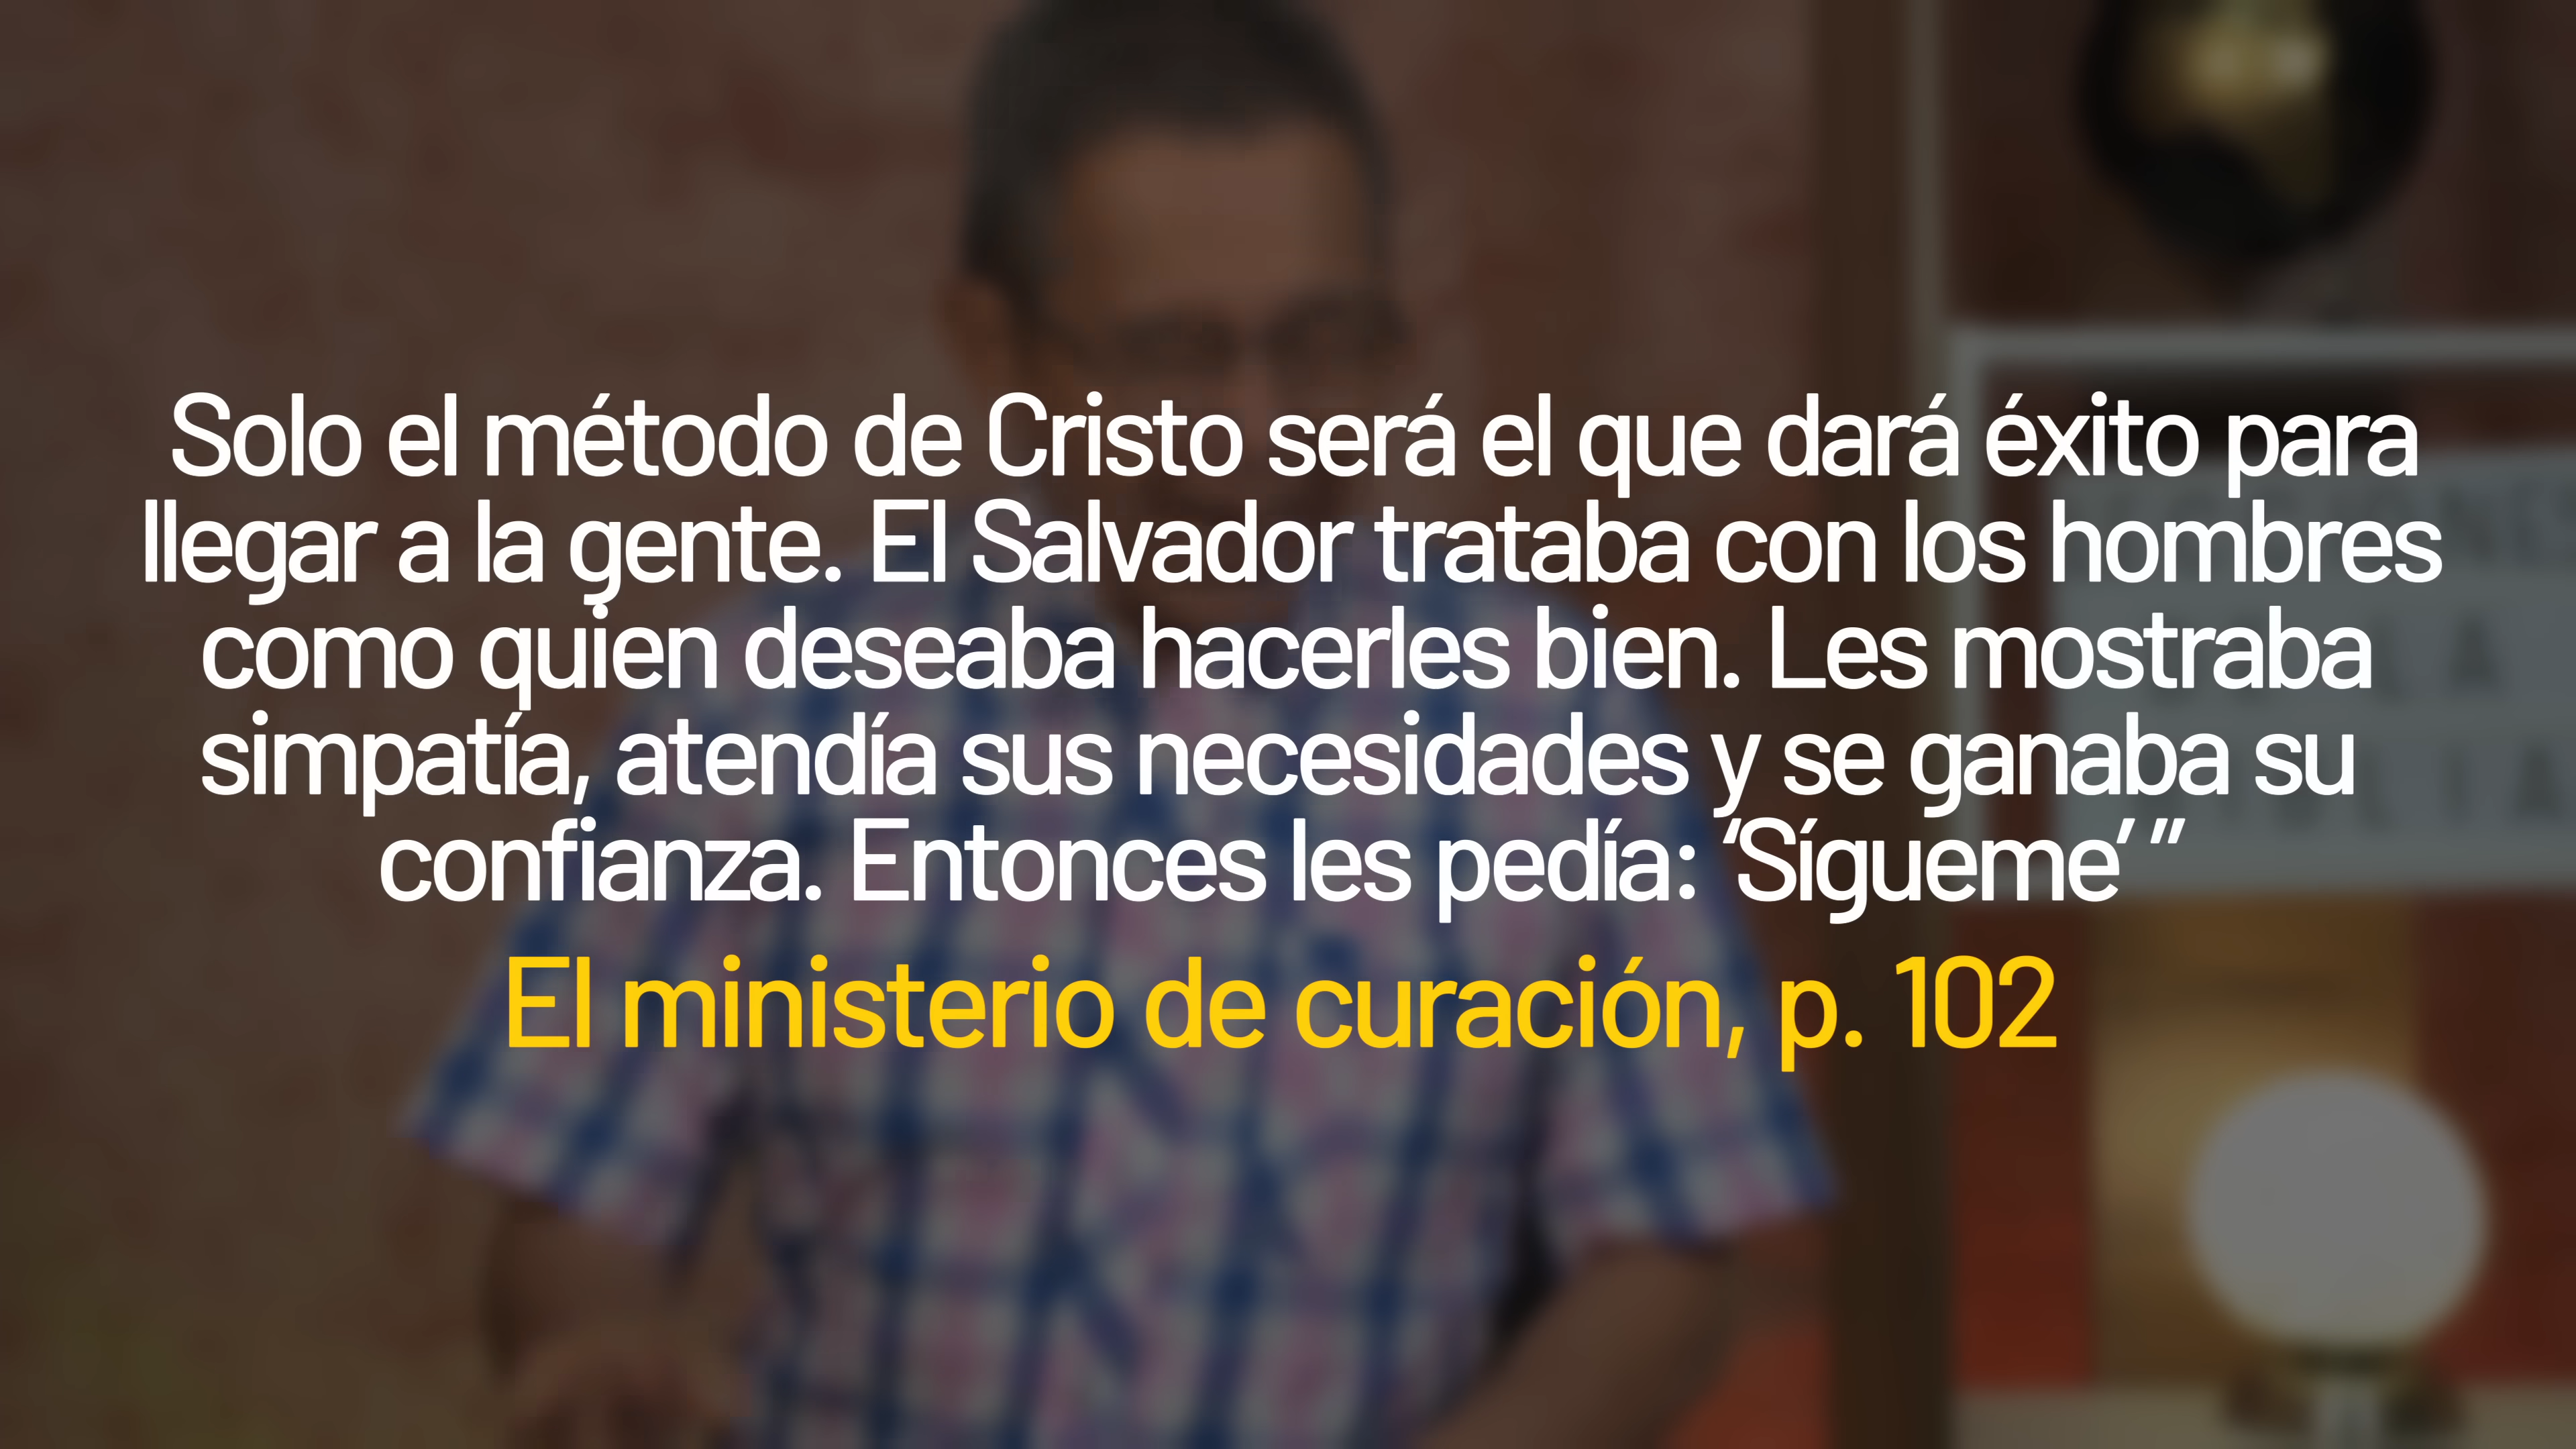 Solo el método de Cristo será el que dará éxito para
llegar a la gente. El Salvador trataba con los hombres
como quien deseaba hacerles bien. Les mostraba
simpatía, atendía sus necesidades y se ganaba su
confianza. Entonces les pedía: ‘Sígueme’ ”
El ministerio de curación, p. 102